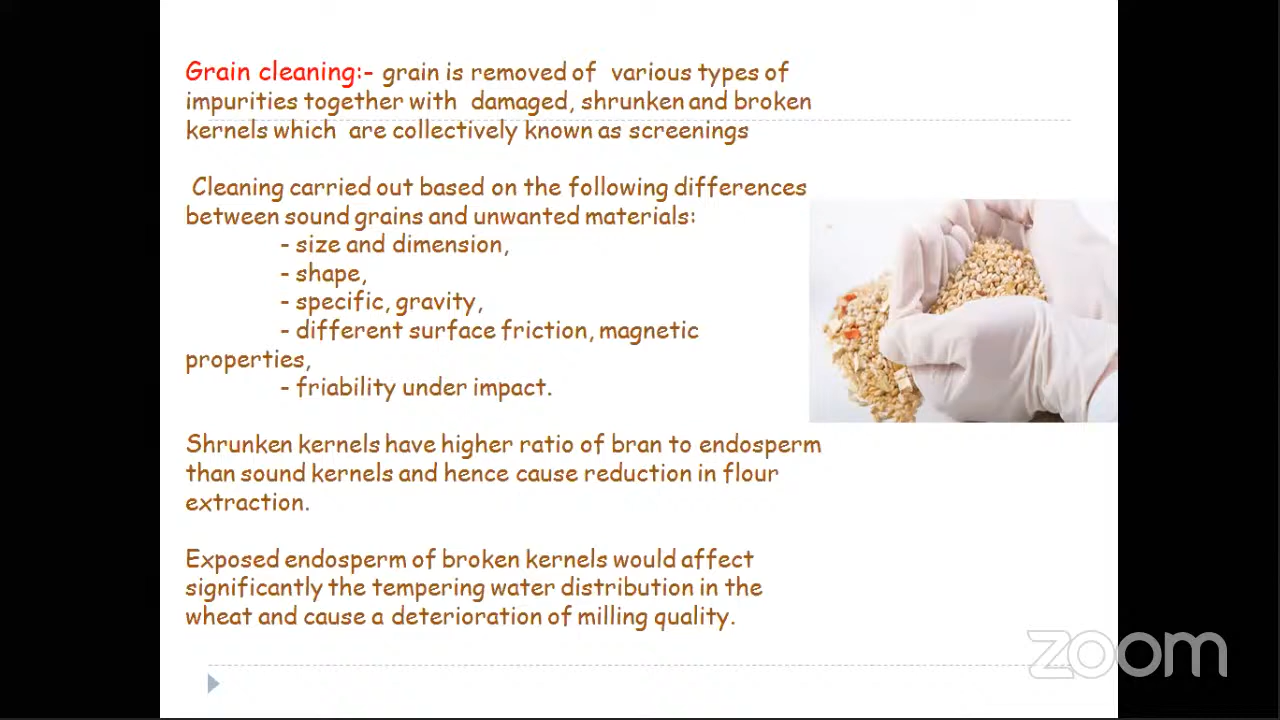 Grain cleaning:- grain is removed of various types of
impurities together with damaged, shrunken and broken
kernels which are collectively known as screenings
Cleaning carried out based on the following differences
between sound grains and unwanted materials:
- size and dimension,
- shape,
- specific, gravity,
- different surface friction, magnetic
properties,
- friability under impact.
Shrunken kernels have higher ratio of bran to endosperm
than sound kernels and hence cause reduction in flour
extraction.
Exposed endosperm of broken kernels would affect
significantly the tempering water distribution in the
wheat and cause a deterioration of milling quality.
zoom